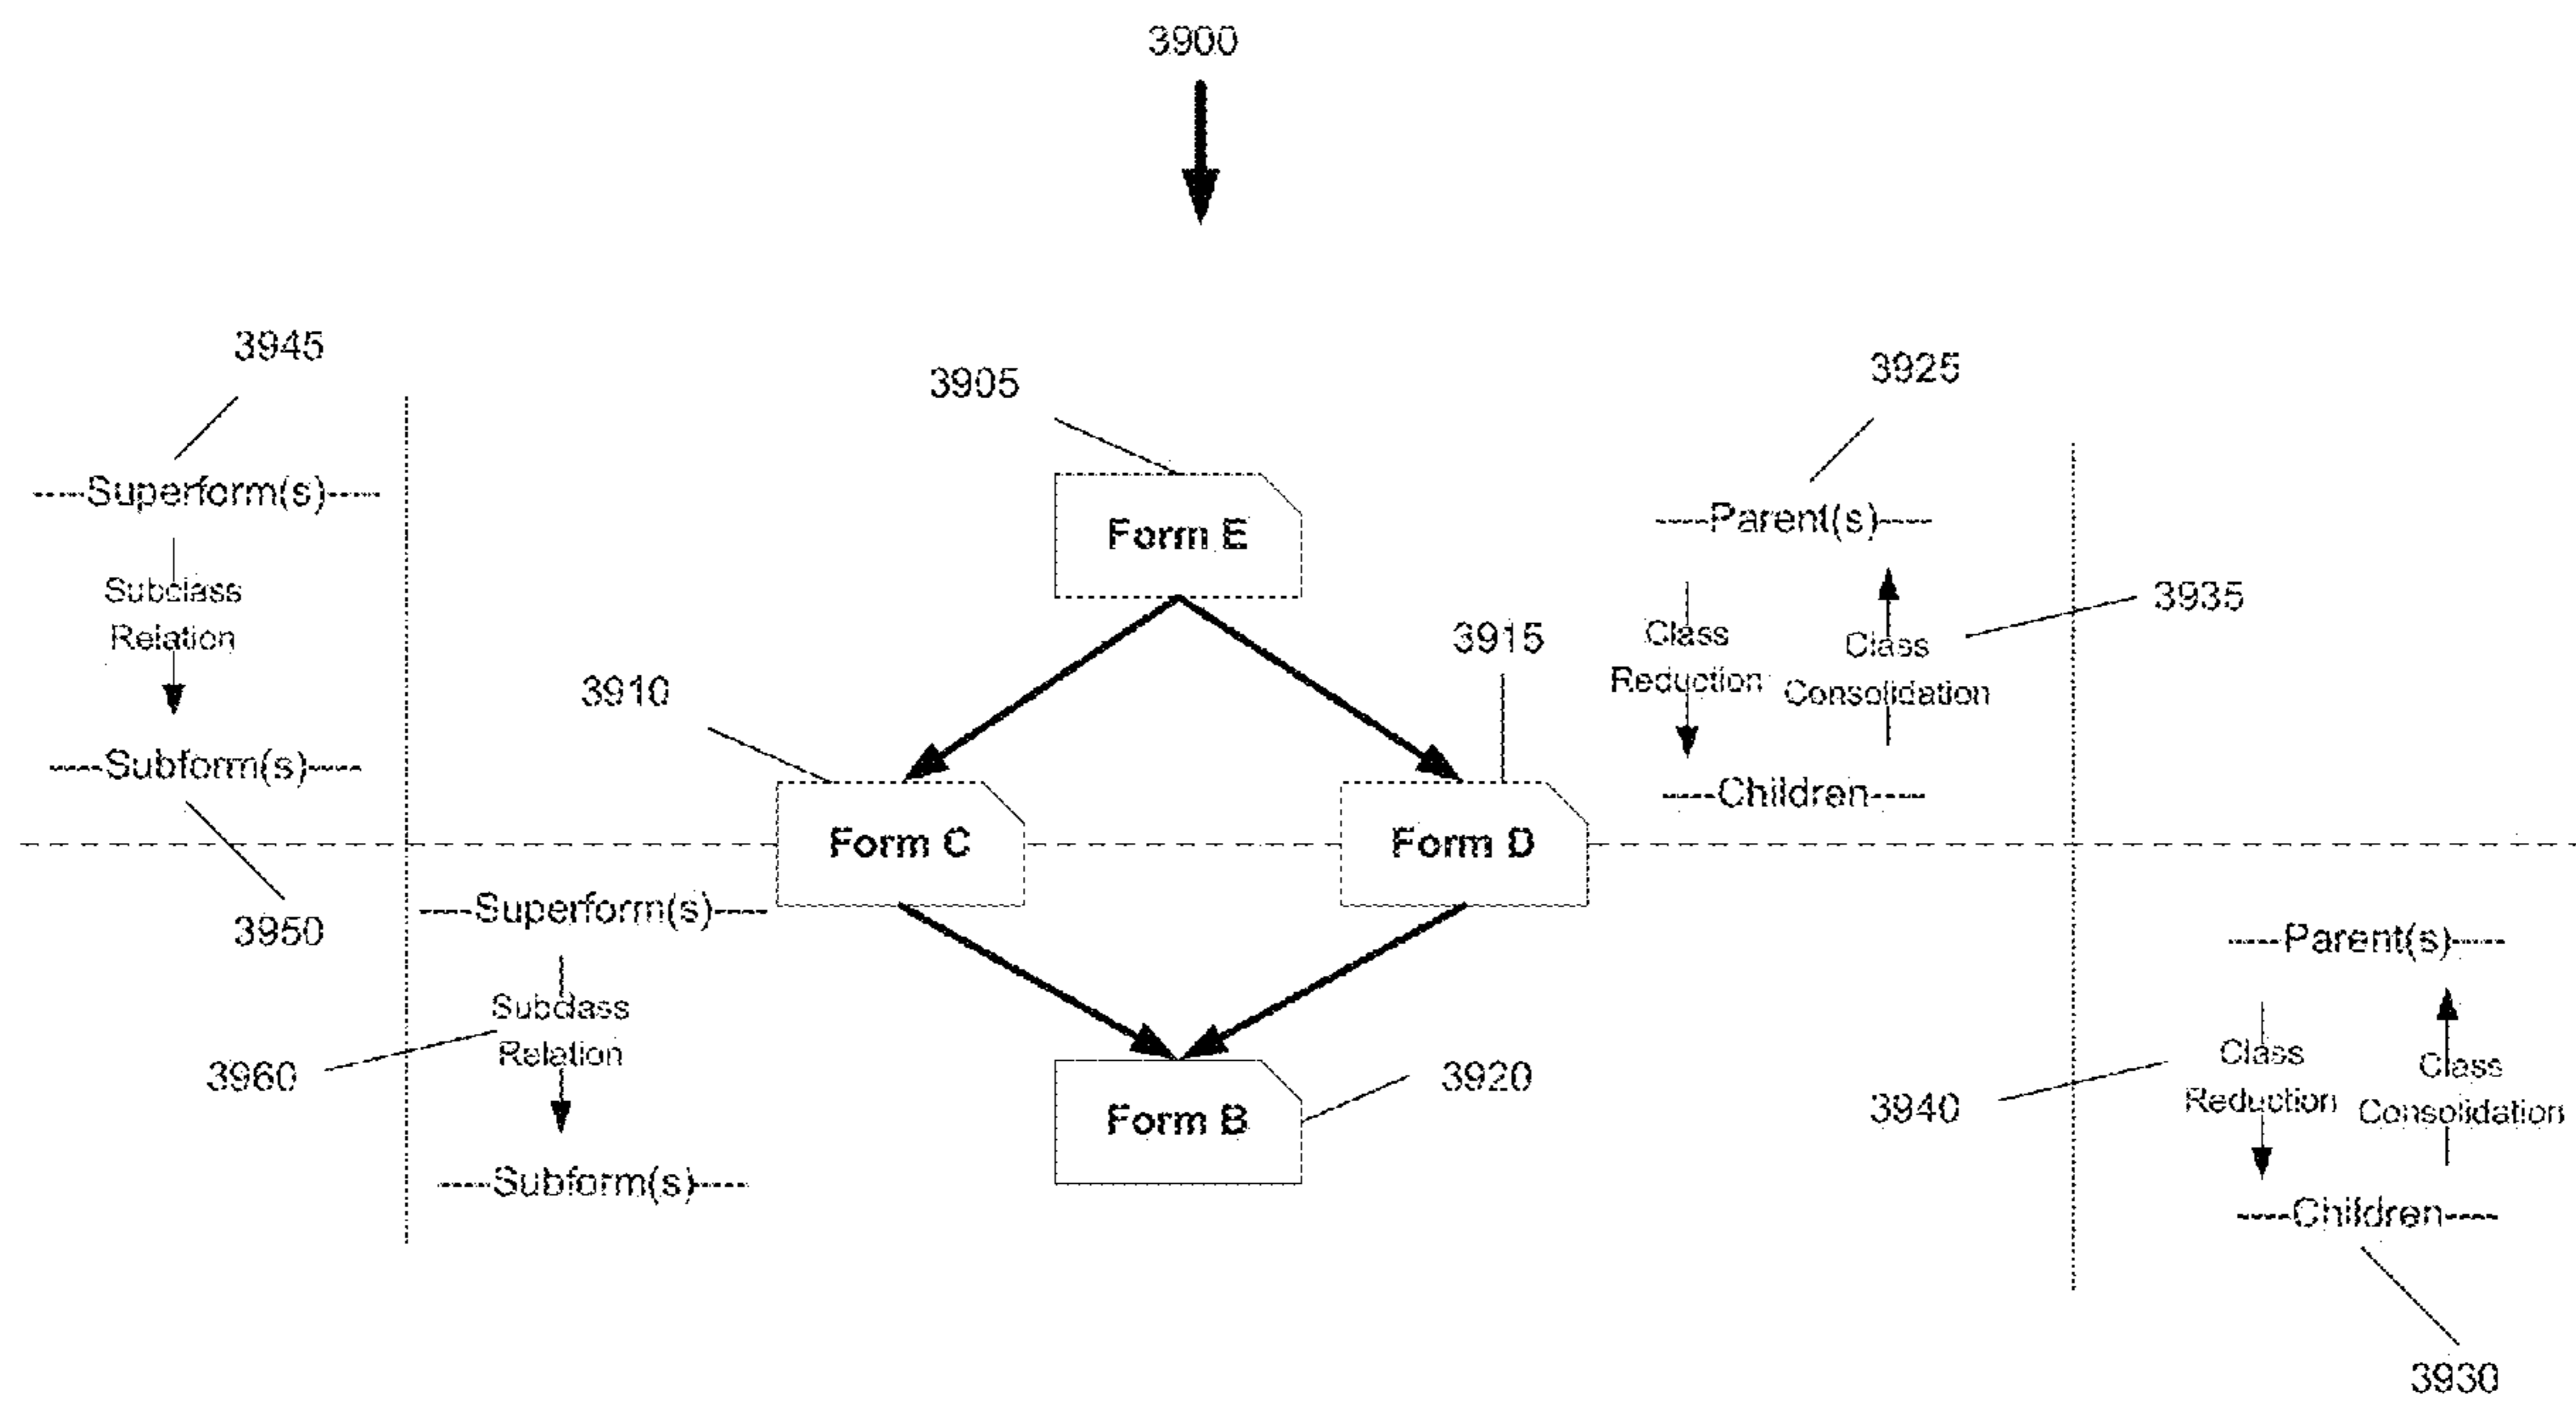 3900
3945
3905
3925
----Superform(s)----
Form E
----Parent(s)----
Subclass
Relation
3935
3915
Class
Reduction
Class
Consolidation
3910
----Subform(s)----
----Children----
Form C
Form D
3950
----Superform(s)----
----Parent(s)----
Subclass
Relation
3960
Form B
3920
3940
Class
Reduction
Class
Consolidation
----Subform(s)----
----Children----
3930